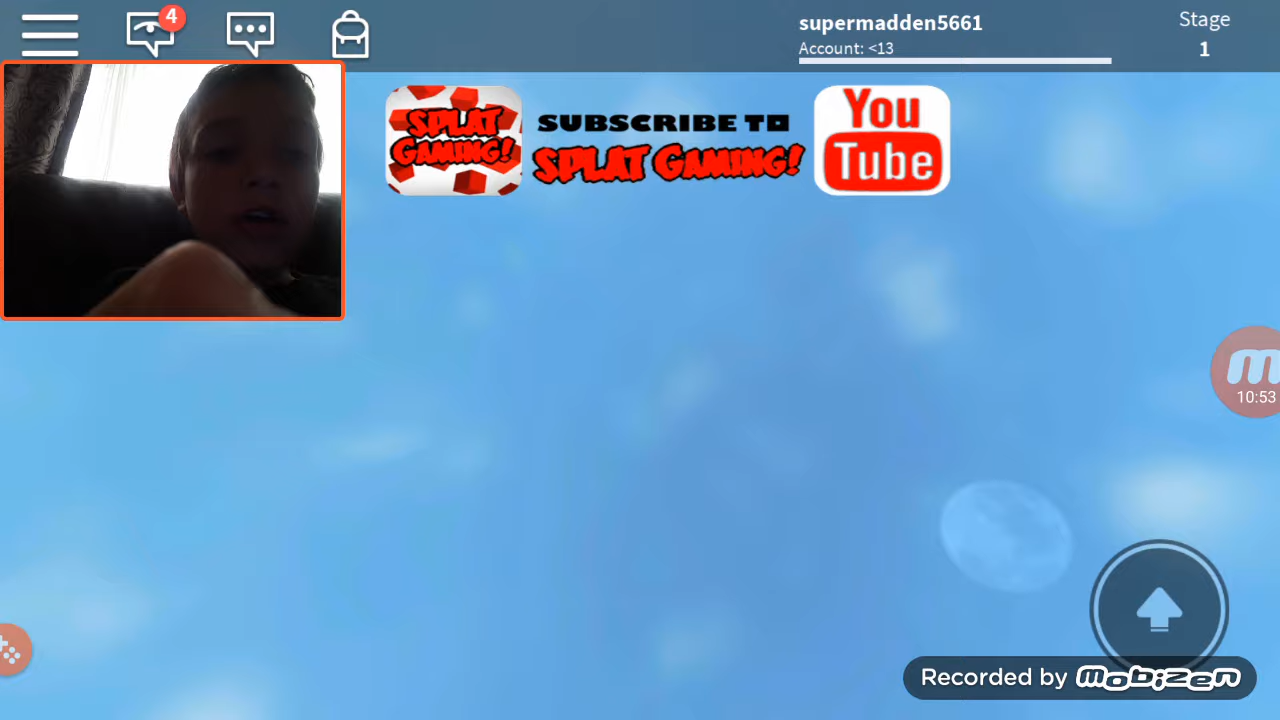 4
supermadden5661
Account: <13
Stage
1
SPLAT
GAMING!
SUBSCRIBE TO
SPLAT GAMING!
You
Tube
10:53
Recorded by mobizen